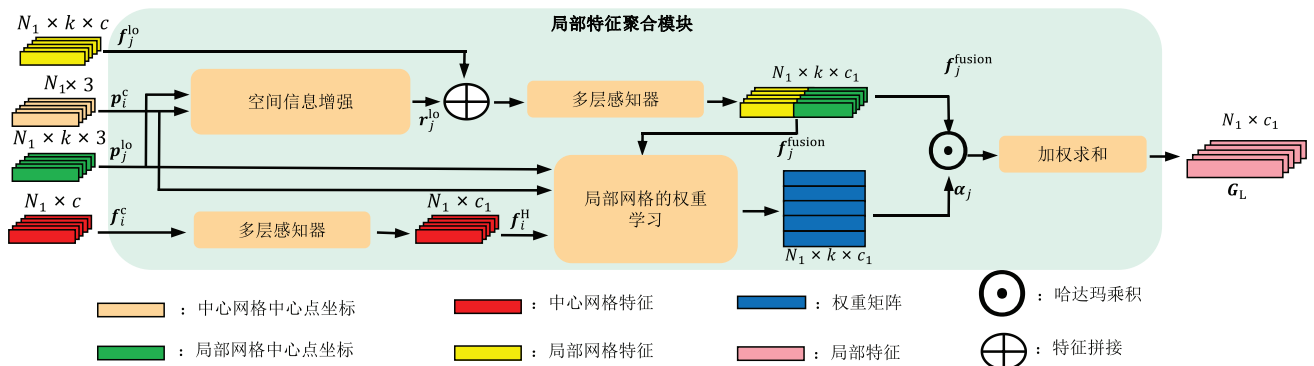 局部特征聚合模块
N₁ × k × c
f_j^lo
N₁ × 3
p_i^c
N₁ × k × 3
p_j^lo
N₁ × c
f_i^c
空间信息增强
r_j^lo
多层感知器
N₁ × k × c₁
f_j^fusion
f_j^fusion
多层感知器
N₁ × c₁
f_i^H
局部网格的权重
学习
N₁ × k × c₁
α_j
加权求和
N₁ × c₁
G_L
：中心网格中心点坐标
：中心网格特征
：权重矩阵
：哈达玛乘积
：局部网格中心点坐标
：局部网格特征
：局部特征
：特征拼接